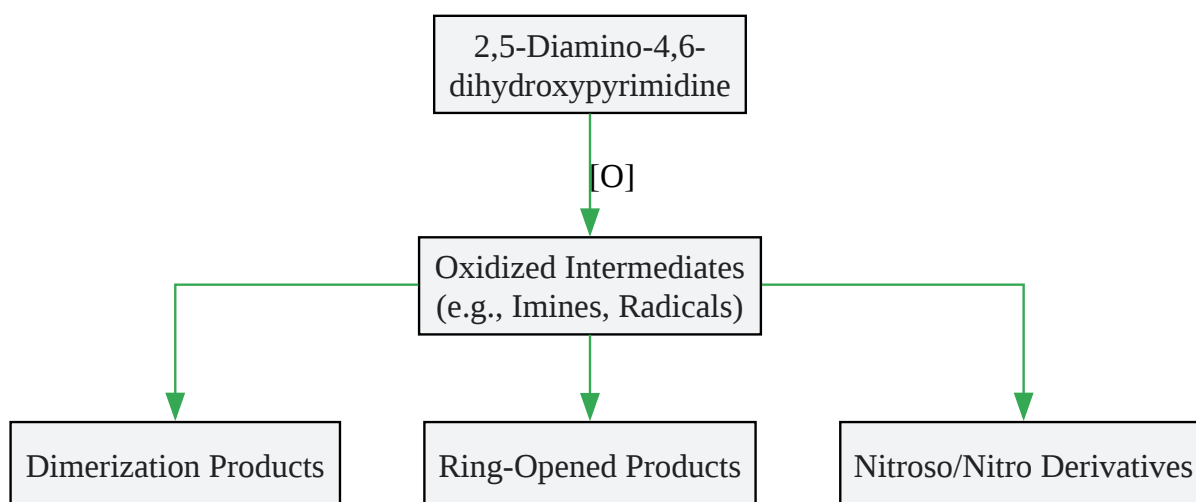 2,5-Diamino-4,6-
dihydroxypyrimidine
[O]
Oxidized Intermediates
(e.g., Imines, Radicals)
Dimerization Products
Ring-Opened Products
Nitroso/Nitro Derivatives